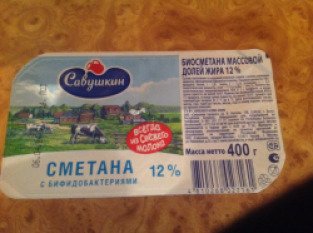 Савушкин
БИОСМЕТАНА МАССОВОЙ
ДОЛЕЙ ЖИРА 12%
ВСЕГДА
ИЗ СВЕЖЕГО
МОЛОКА
Масса нетто 400 г
СМЕТАНА 12%
С БИФИДОБАКТЕРИЯМИ